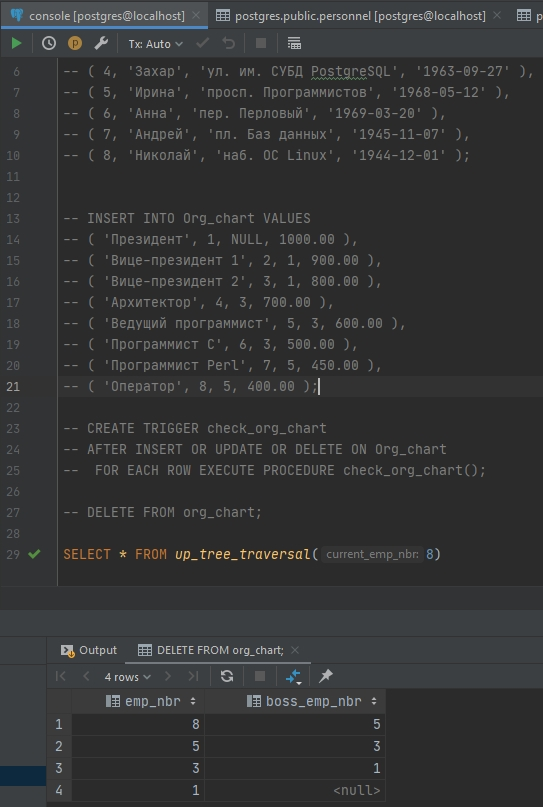 console [postgres@localhost]
postgres.public.personnel [postgres@localhost]
p
Tx: Auto
6 -- ( 4, 'Захар', 'ул. им. СУБД PostgreSQL', '1963-09-27' ),
7 -- ( 5, 'Ирина', 'просп. Программистов', '1968-05-12' ),
8 -- ( 6, 'Анна', 'пер. Перловый', '1969-03-20' ),
9 -- ( 7, 'Андрей', 'пл. Баз данных', '1945-11-07' ),
10 -- ( 8, 'Николай', 'наб. ОС Linux', '1944-12-01' );
11
12
13 -- INSERT INTO Org_chart VALUES
14 -- ( 'Президент', 1, NULL, 1000.00 ),
15 -- ( 'Вице-президент 1', 2, 1, 900.00 ),
16 -- ( 'Вице-президент 2', 3, 1, 800.00 ),
17 -- ( 'Архитектор', 4, 3, 700.00 ),
18 -- ( 'Ведущий программист', 5, 3, 600.00 ),
19 -- ( 'Программист C', 6, 3, 500.00 ),
20 -- ( 'Программист Perl', 7, 5, 450.00 ),
21 -- ( 'Оператор', 8, 5, 400.00 );
22
23 -- CREATE TRIGGER check_org_chart
24 -- AFTER INSERT OR UPDATE OR DELETE ON Org_chart
25 --  FOR EACH ROW EXECUTE PROCEDURE check_org_chart();
26
27 -- DELETE FROM org_chart;
28
29 SELECT * FROM up_tree_traversal( current_emp_nbr: 8)
Output
DELETE FROM org_chart;
4 rows
emp_nbr boss_emp_nbr
1 8 5
2 5 3
3 3 1
4 1 <null>